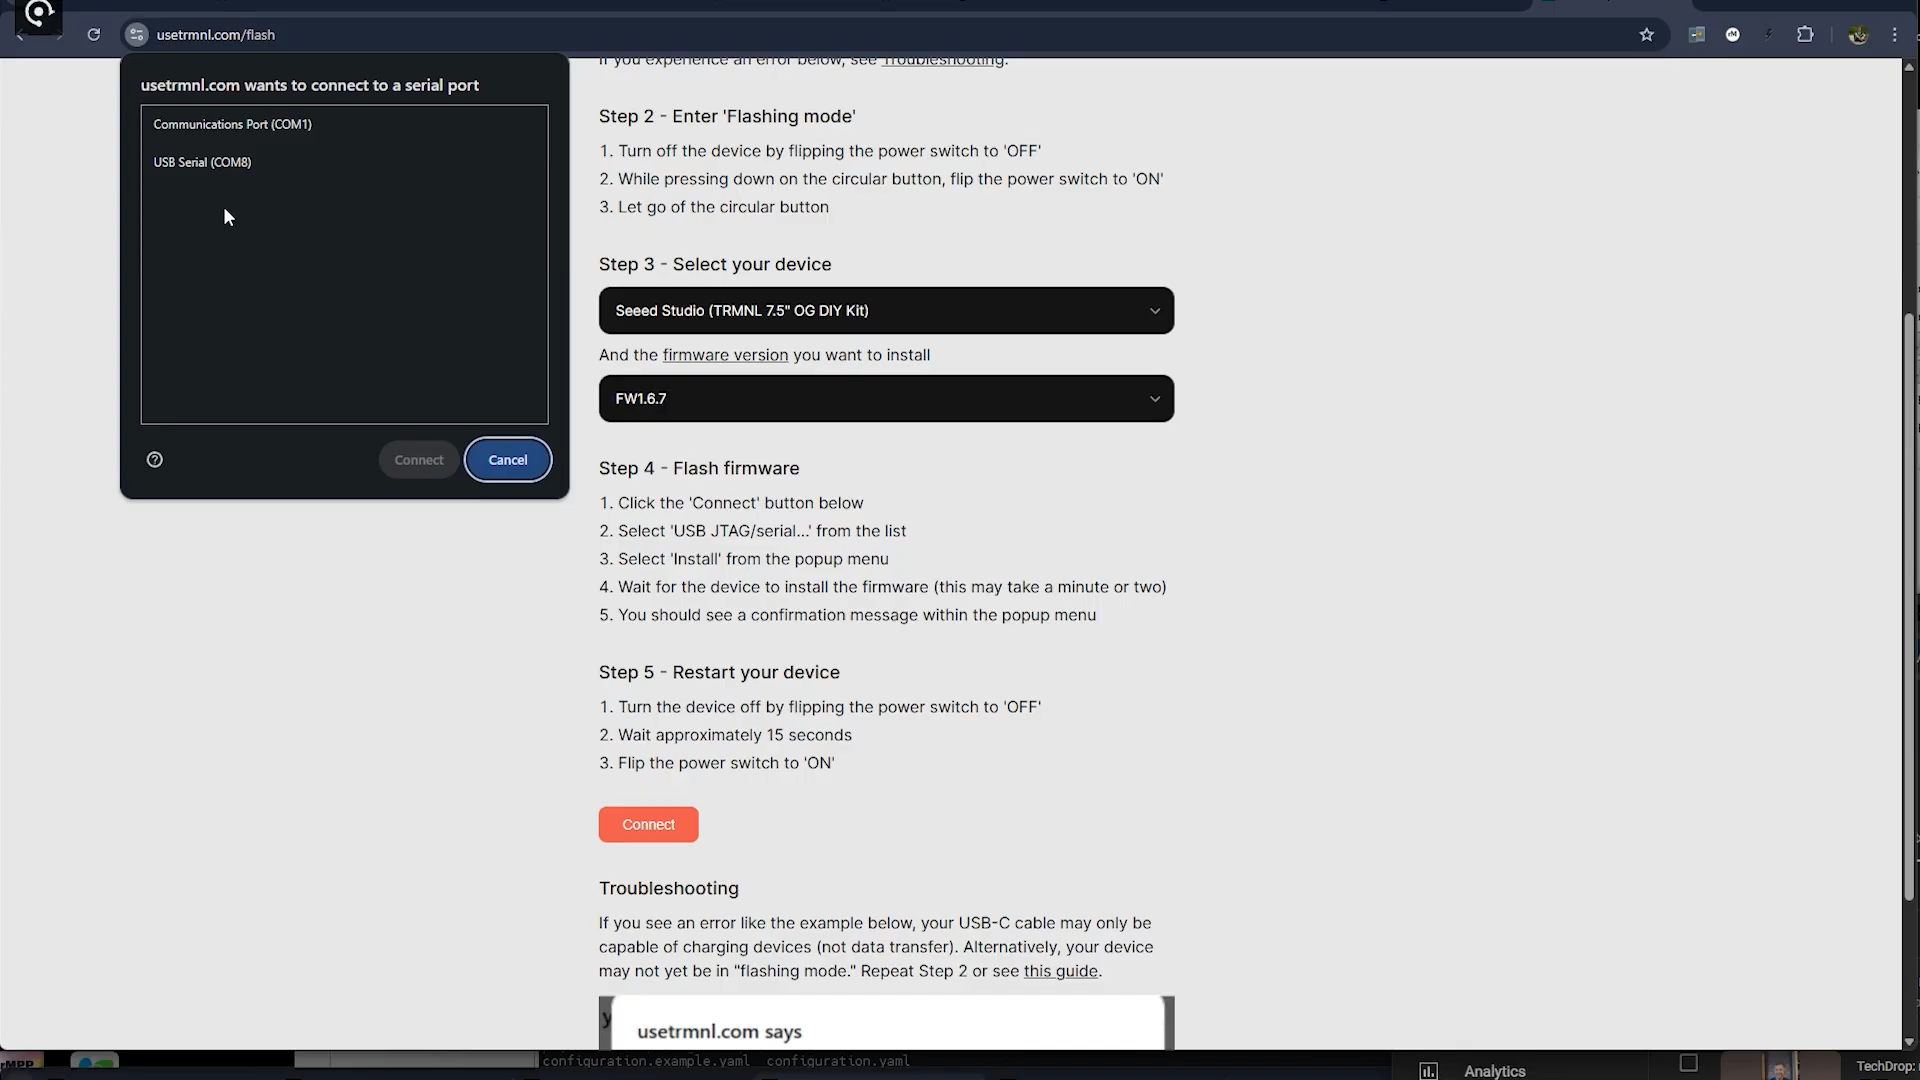 usetrmnl.com/flash
usetrmnl.com wants to connect to a serial port
Communications Port (COM1)
USB Serial (COM8)
Connect
Cancel
If you experience an error below, see Troubleshooting.
Step 2 - Enter 'Flashing mode'
1. Turn off the device by flipping the power switch to 'OFF'
2. While pressing down on the circular button, flip the power switch to 'ON'
3. Let go of the circular button
Step 3 - Select your device
Seeed Studio (TRMNL 7.5" OG DIY Kit)
And the firmware version you want to install
FW1.6.7
Step 4 - Flash firmware
1. Click the 'Connect' button below
2. Select 'USB JTAG/serial...' from the list
3. Select 'Install' from the popup menu
4. Wait for the device to install the firmware (this may take a minute or two)
5. You should see a confirmation message within the popup menu
Step 5 - Restart your device
1. Turn the device off by flipping the power switch to 'OFF'
2. Wait approximately 15 seconds
3. Flip the power switch to 'ON'
Connect
Troubleshooting
If you see an error like the example below, your USB-C cable may only be
capable of charging devices (not data transfer). Alternatively, your device
may not yet be in "flashing mode." Repeat Step 2 or see this guide.
usetrmnl.com says
configuration.example.yaml configuration.yaml
Analytics
TechDrop: